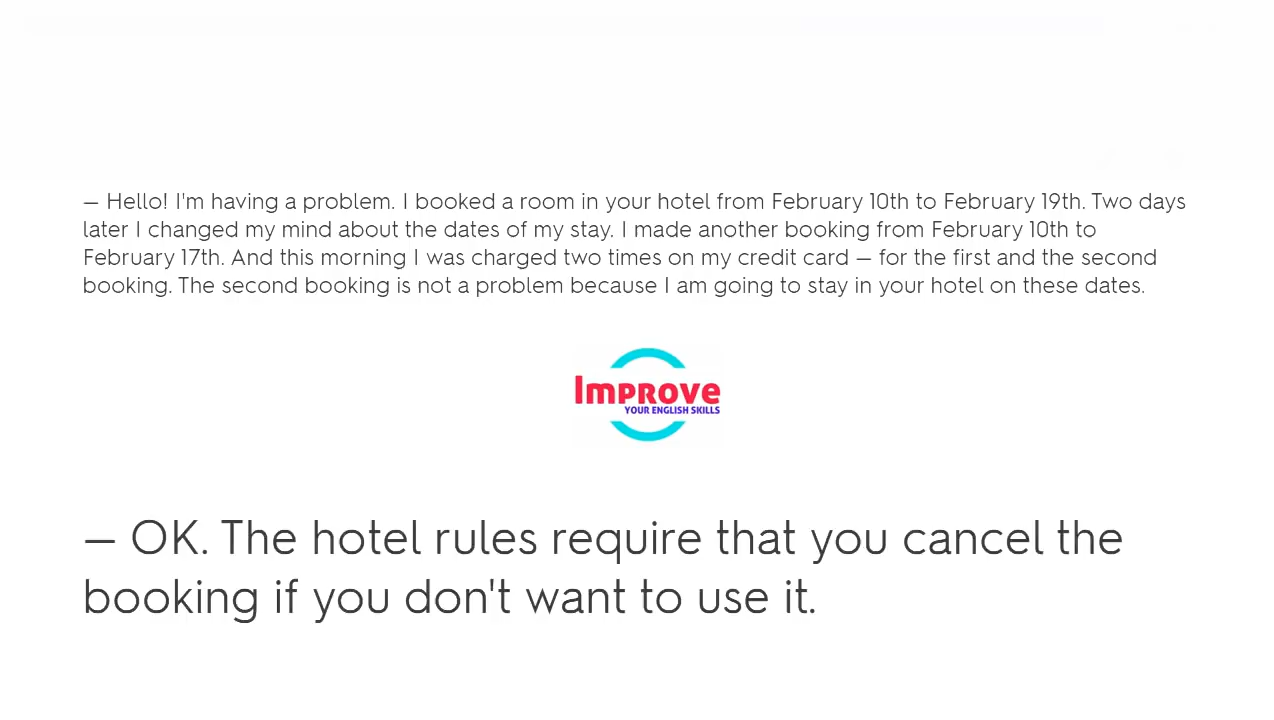 — Hello! I'm having a problem. I booked a room in your hotel from February 10th to February 19th. Two days
later I changed my mind about the dates of my stay. I made another booking from February 10th to
February 17th. And this morning I was charged two times on my credit card — for the first and the second
booking. The second booking is not a problem because I am going to stay in your hotel on these dates.
Improve
YOUR ENGLISH SKILLS
— OK. The hotel rules require that you cancel the
booking if you don't want to use it.